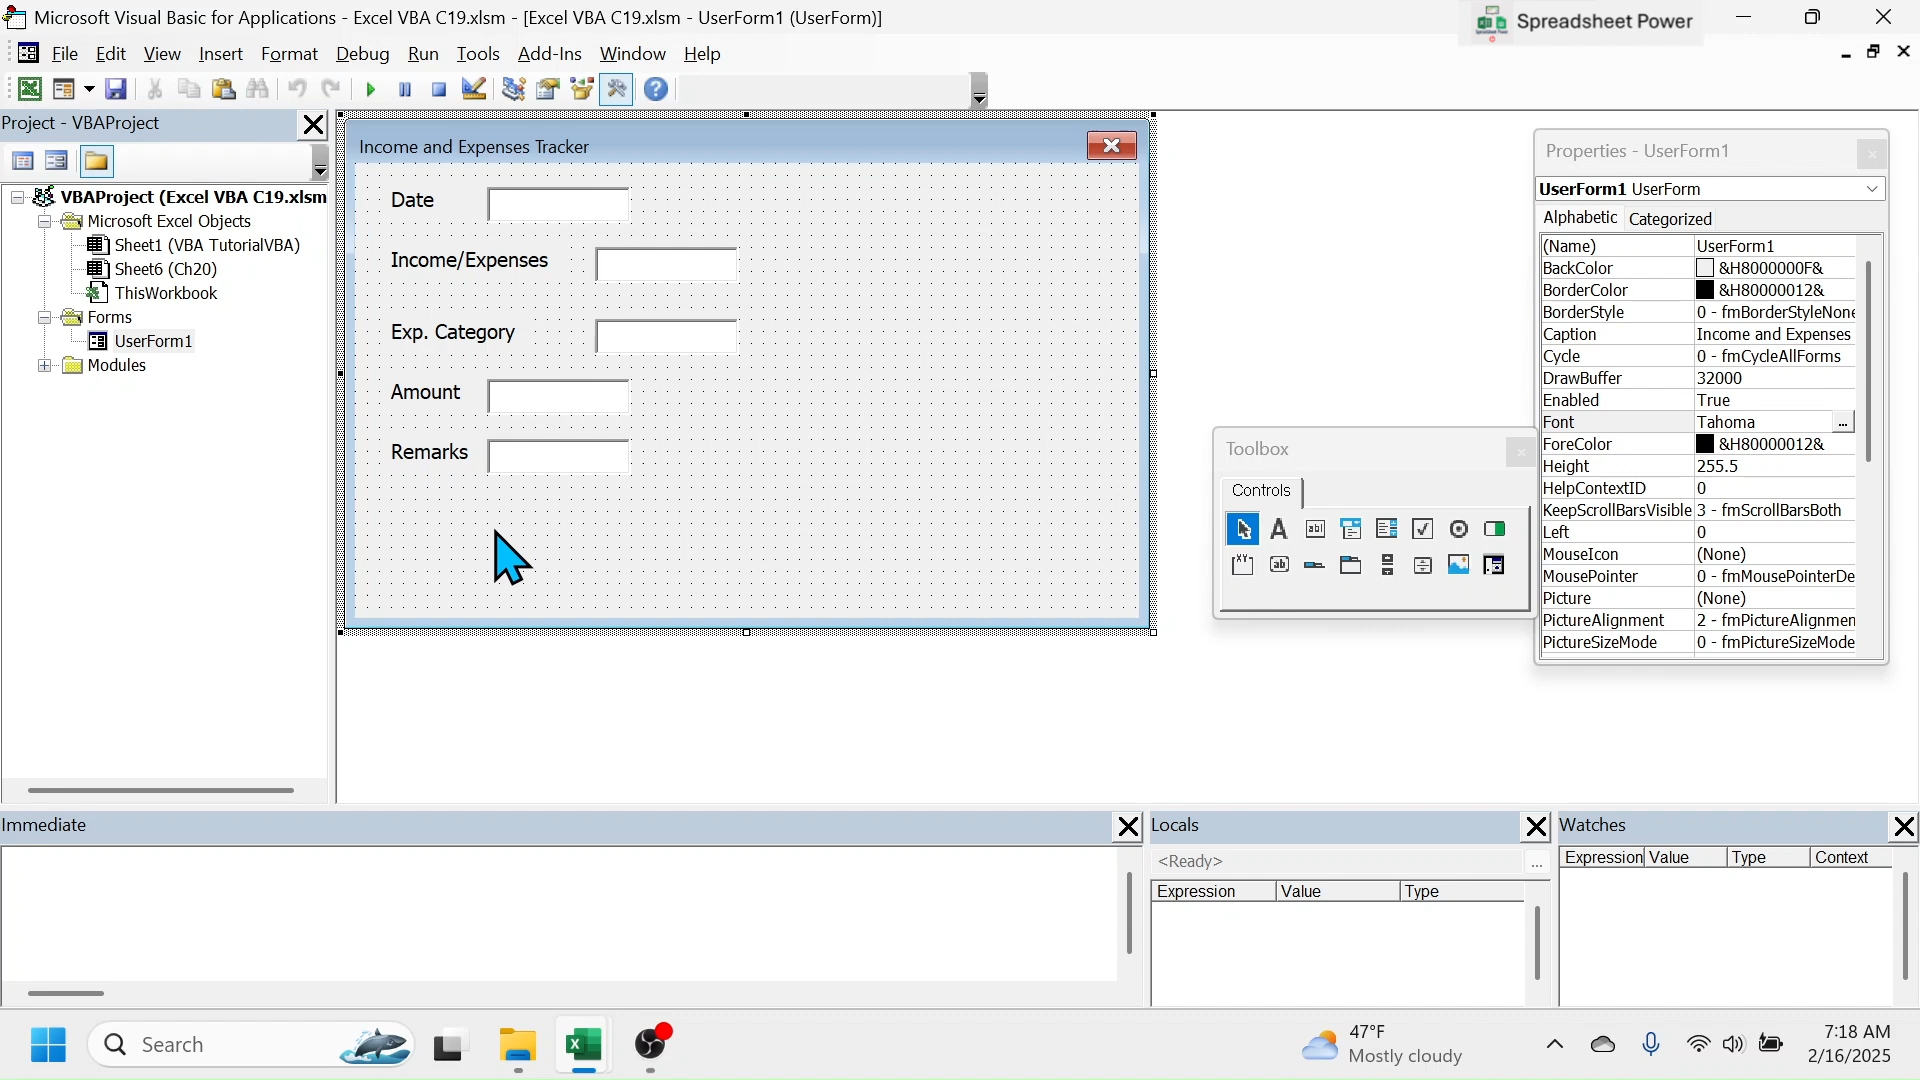 Microsoft Visual Basic for Applications - Excel VBA C19.xlsm - [Excel VBA C19.xlsm - UserForm1 (UserForm)]
Spreadsheet Power
File Edit View Insert Format Debug Run Tools Add-Ins Window Help
Project - VBAProject
VBAProject (Excel VBA C19.xlsm
Microsoft Excel Objects
Sheet1 (VBA TutorialVBA)
Sheet6 (Ch20)
ThisWorkbook
Forms
UserForm1
Modules
Income and Expenses Tracker
Date
Income/Expenses
Exp. Category
Amount
Remarks
Toolbox
Controls
A
ab|
XY
ab
Properties - UserForm1
UserForm1 UserForm
Alphabetic Categorized
(Name) UserForm1
BackColor &H8000000F&
BorderColor &H80000012&
BorderStyle 0 - fmBorderStyleNone
Caption Income and Expenses
Cycle 0 - fmCycleAllForms
DrawBuffer 32000
Enabled True
Font Tahoma ...
ForeColor &H80000012&
Height 255.5
HelpContextID 0
KeepScrollBarsVisible 3 - fmScrollBarsBoth
Left 0
MouseIcon (None)
MousePointer 0 - fmMousePointerDe
Picture (None)
PictureAlignment 2 - fmPictureAlignmen
PictureSizeMode 0 - fmPictureSizeMode
Immediate
Locals
<Ready> ...
Expression Value Type
Watches
Expression Value Type Context
Search
47°F
Mostly cloudy
7:18 AM
2/16/2025